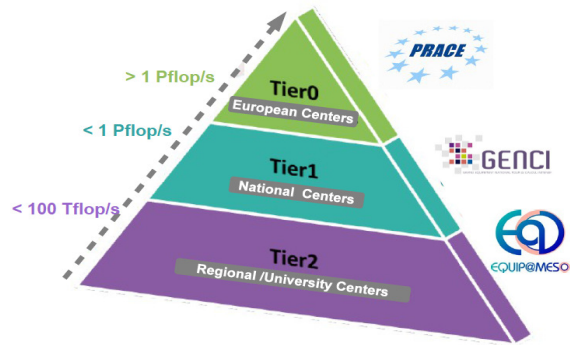 > 1 Pflop/s
Tier0
European Centers
PRACE
< 1 Pflop/s
Tier1
National Centers
GENCI
< 100 Tflop/s
Tier2
Regional /University Centers
EQUIP@MESO